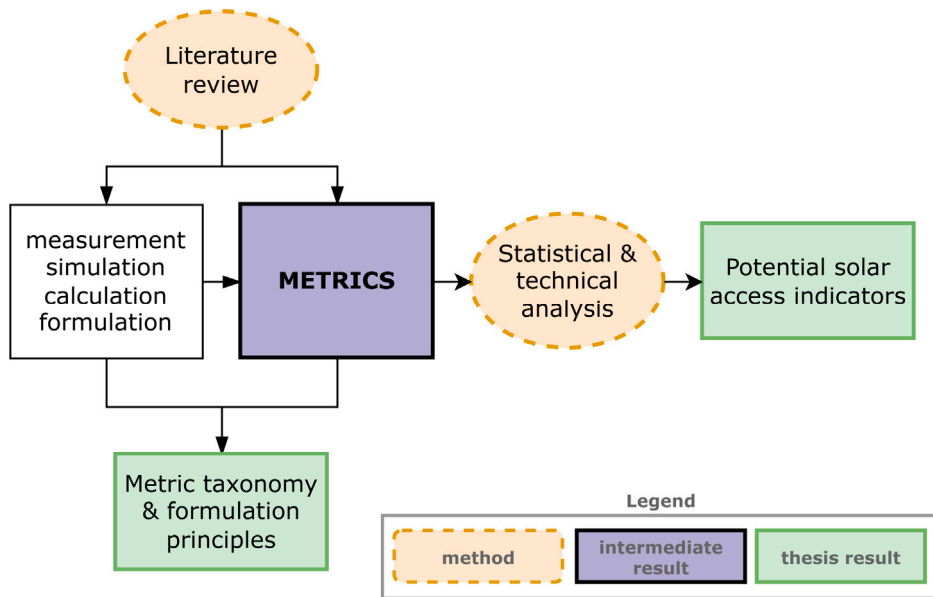 Literature
review
measurement
simulation
calculation
formulation
METRICS
Statistical &
technical
analysis
Potential solar
access indicators
Metric taxonomy
& formulation
principles
Legend
method
intermediate
result
thesis result